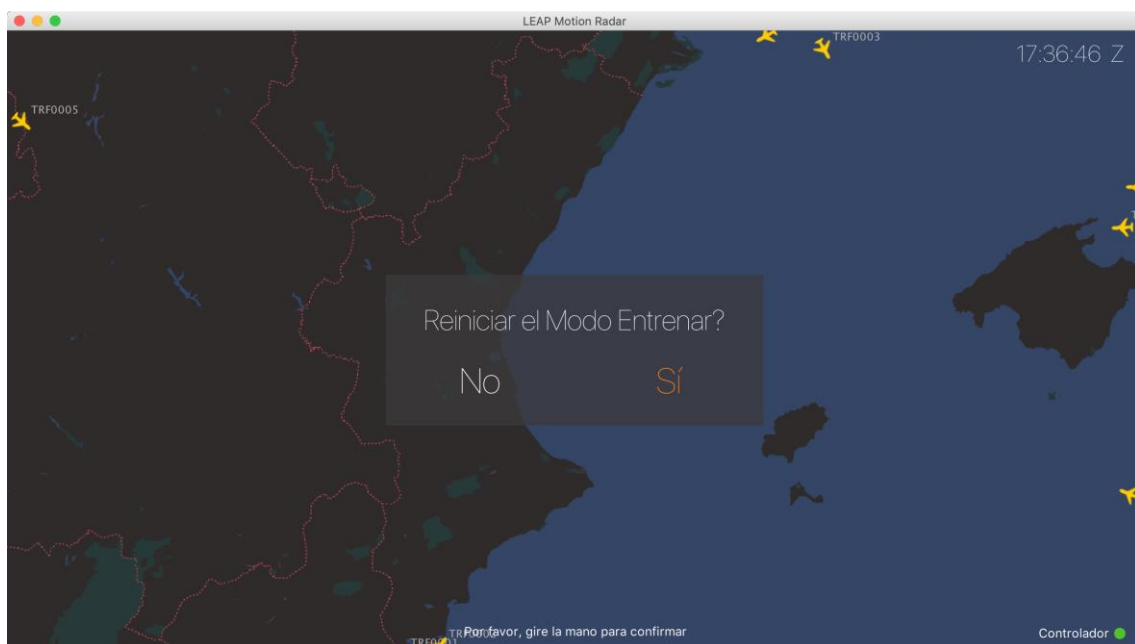 LEAP Motion Radar
TRF0003
17:36:46 Z
TRF0005
Reiniciar el Modo Entrenar?
No
Sí
Por favor, gire la mano para confirmar
Controlador